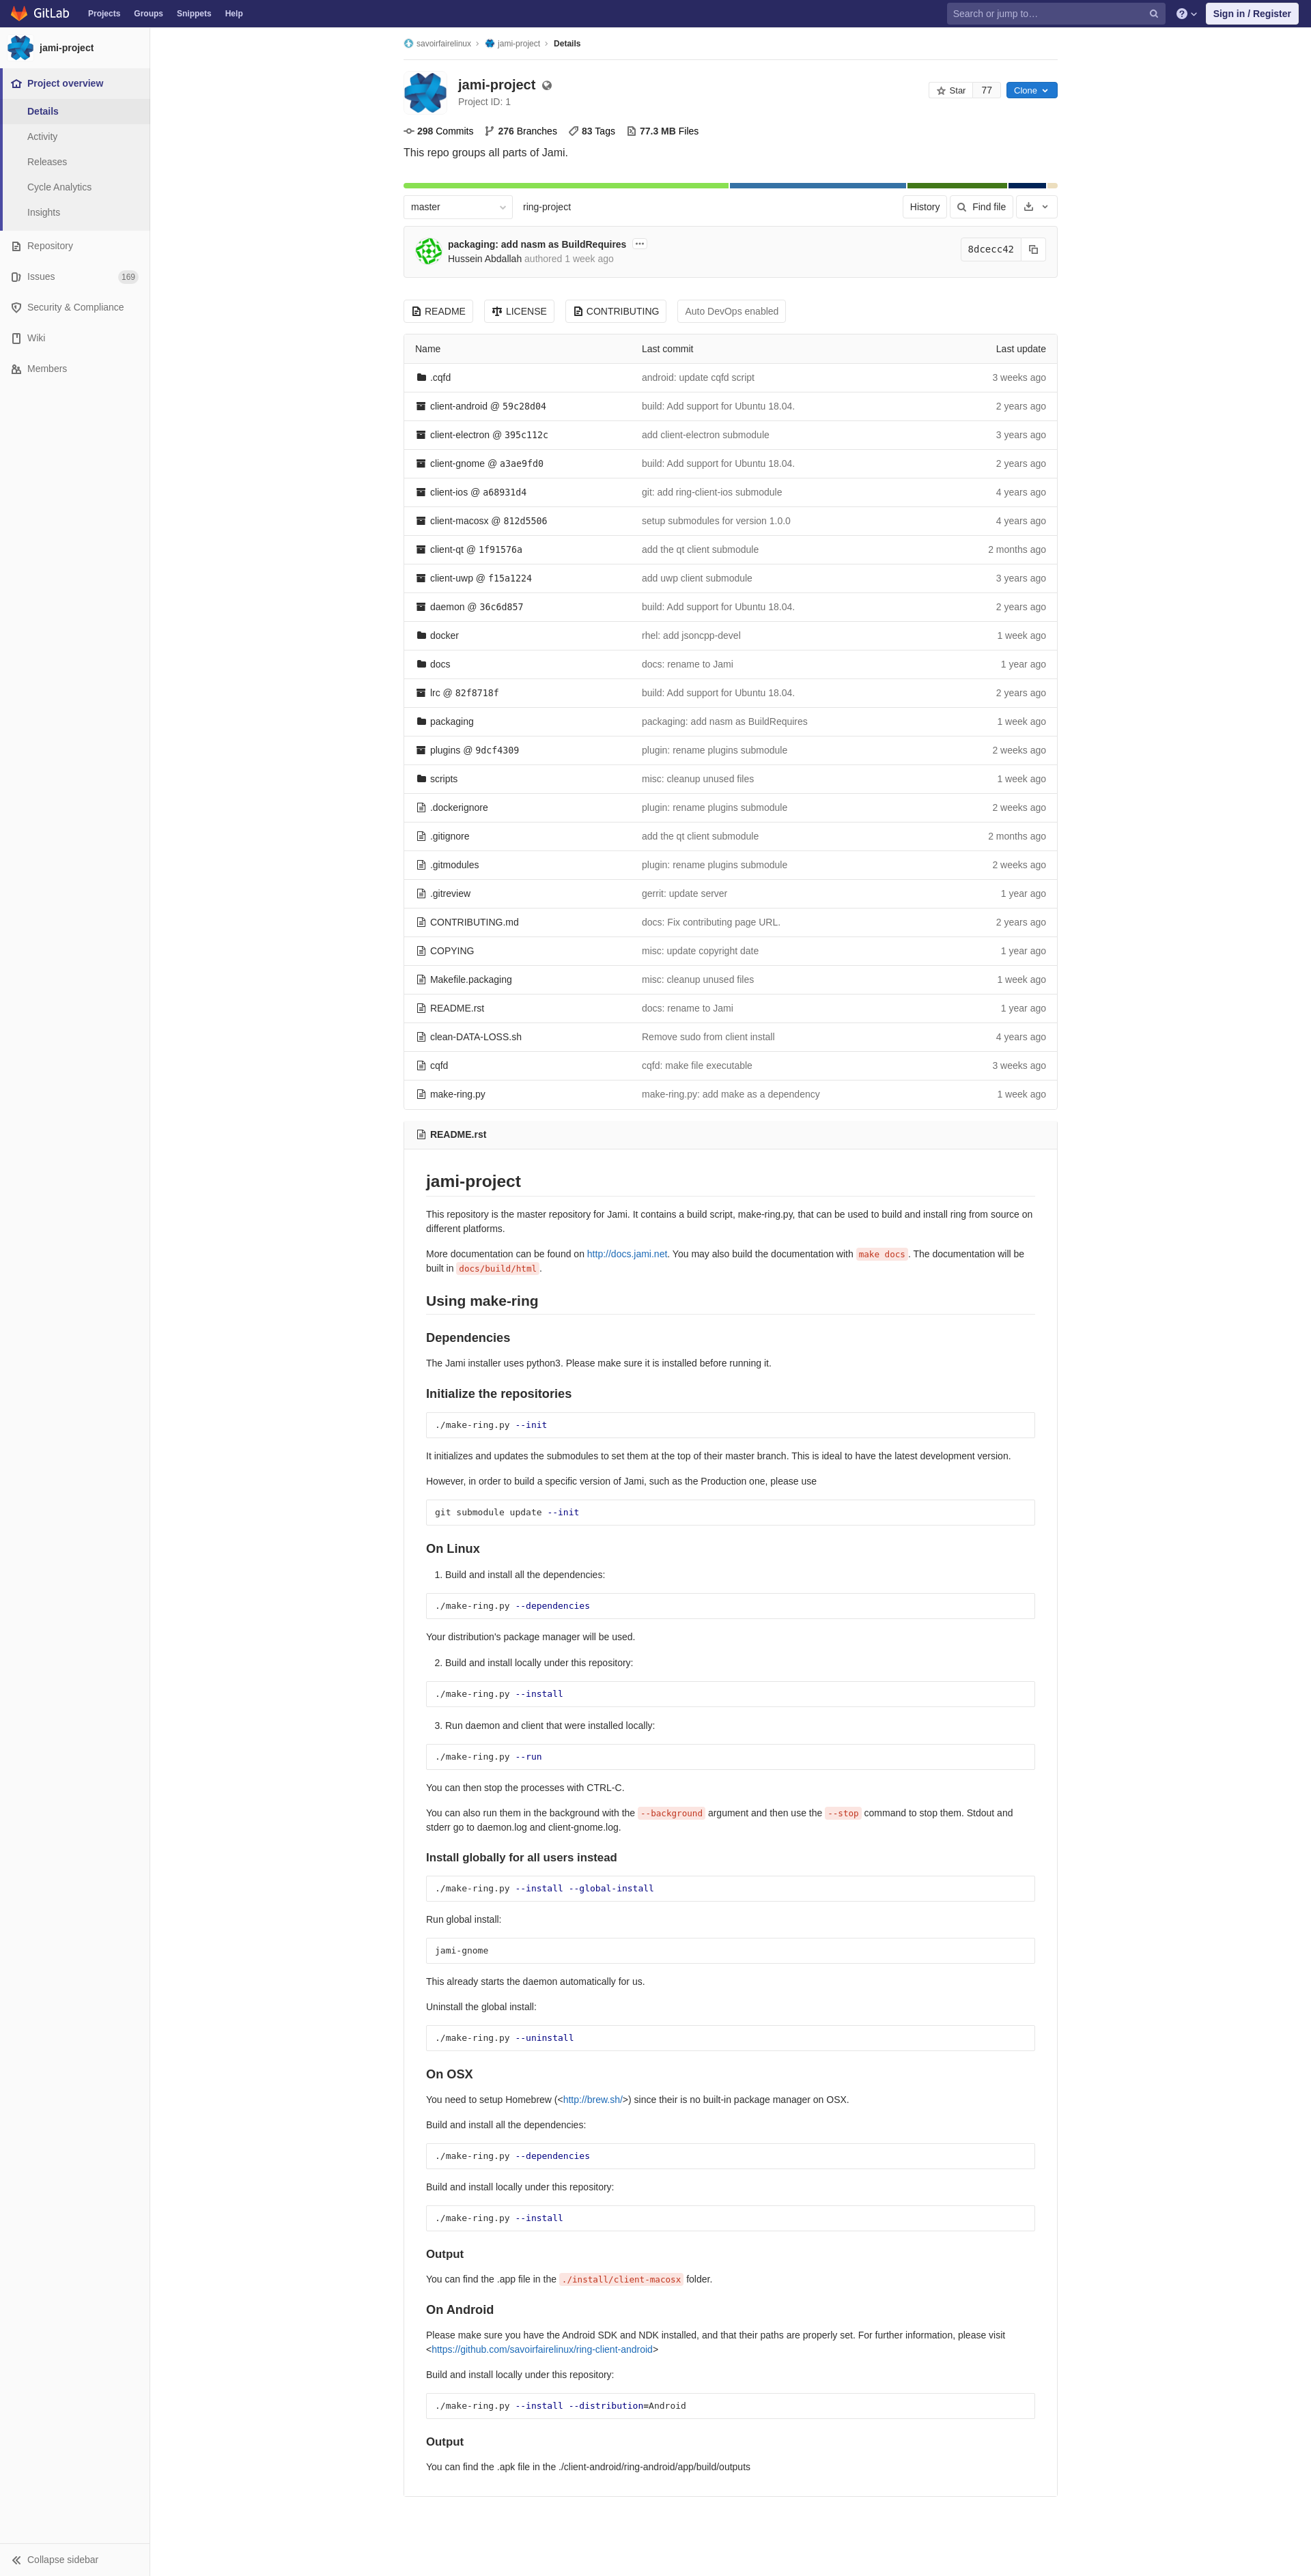 GitLab Projects Groups Snippets Help Search or jump to… Sign in / Register
jami-project
Project overview
Details
Activity
Releases
Cycle Analytics
Insights
Repository
Issues 169
Security & Compliance
Wiki
Members
Collapse sidebar
savoirfairelinux › jami-project › Details
jami-project
Project ID: 1
Star 77 Clone
298 Commits 276 Branches 83 Tags 77.3 MB Files
This repo groups all parts of Jami.
master ring-project History Find file
packaging: add nasm as BuildRequires
Hussein Abdallah authored 1 week ago
8dcecc42
README LICENSE CONTRIBUTING Auto DevOps enabled
Name Last commit Last update
.cqfd android: update cqfd script 3 weeks ago
client-android @ 59c28d04 build: Add support for Ubuntu 18.04. 2 years ago
client-electron @ 395c112c add client-electron submodule 3 years ago
client-gnome @ a3ae9fd0 build: Add support for Ubuntu 18.04. 2 years ago
client-ios @ a68931d4 git: add ring-client-ios submodule 4 years ago
client-macosx @ 812d5506 setup submodules for version 1.0.0 4 years ago
client-qt @ 1f91576a add the qt client submodule 2 months ago
client-uwp @ f15a1224 add uwp client submodule 3 years ago
daemon @ 36c6d857 build: Add support for Ubuntu 18.04. 2 years ago
docker rhel: add jsoncpp-devel 1 week ago
docs docs: rename to Jami 1 year ago
lrc @ 82f8718f build: Add support for Ubuntu 18.04. 2 years ago
packaging packaging: add nasm as BuildRequires 1 week ago
plugins @ 9dcf4309 plugin: rename plugins submodule 2 weeks ago
scripts misc: cleanup unused files 1 week ago
.dockerignore plugin: rename plugins submodule 2 weeks ago
.gitignore add the qt client submodule 2 months ago
.gitmodules plugin: rename plugins submodule 2 weeks ago
.gitreview gerrit: update server 1 year ago
CONTRIBUTING.md docs: Fix contributing page URL. 2 years ago
COPYING misc: update copyright date 1 year ago
Makefile.packaging misc: cleanup unused files 1 week ago
README.rst docs: rename to Jami 1 year ago
clean-DATA-LOSS.sh Remove sudo from client install 4 years ago
cqfd cqfd: make file executable 3 weeks ago
make-ring.py make-ring.py: add make as a dependency 1 week ago
README.rst
jami-project
This repository is the master repository for Jami. It contains a build script, make-ring.py, that can be used to build and install ring from source on
different platforms.
More documentation can be found on http://docs.jami.net. You may also build the documentation with make docs. The documentation will be
built in docs/build/html.
Using make-ring
Dependencies
The Jami installer uses python3. Please make sure it is installed before running it.
Initialize the repositories
./make-ring.py --init
It initializes and updates the submodules to set them at the top of their master branch. This is ideal to have the latest development version.
However, in order to build a specific version of Jami, such as the Production one, please use
git submodule update --init
On Linux
1. Build and install all the dependencies:
./make-ring.py --dependencies
Your distribution's package manager will be used.
2. Build and install locally under this repository:
./make-ring.py --install
3. Run daemon and client that were installed locally:
./make-ring.py --run
You can then stop the processes with CTRL-C.
You can also run them in the background with the --background argument and then use the --stop command to stop them. Stdout and
stderr go to daemon.log and client-gnome.log.
Install globally for all users instead
./make-ring.py --install --global-install
Run global install:
jami-gnome
This already starts the daemon automatically for us.
Uninstall the global install:
./make-ring.py --uninstall
On OSX
You need to setup Homebrew (<http://brew.sh/>) since their is no built-in package manager on OSX.
Build and install all the dependencies:
./make-ring.py --dependencies
Build and install locally under this repository:
./make-ring.py --install
Output
You can find the .app file in the ./install/client-macosx folder.
On Android
Please make sure you have the Android SDK and NDK installed, and that their paths are properly set. For further information, please visit
<https://github.com/savoirfairelinux/ring-client-android>
Build and install locally under this repository:
./make-ring.py --install --distribution=Android
Output
You can find the .apk file in the ./client-android/ring-android/app/build/outputs